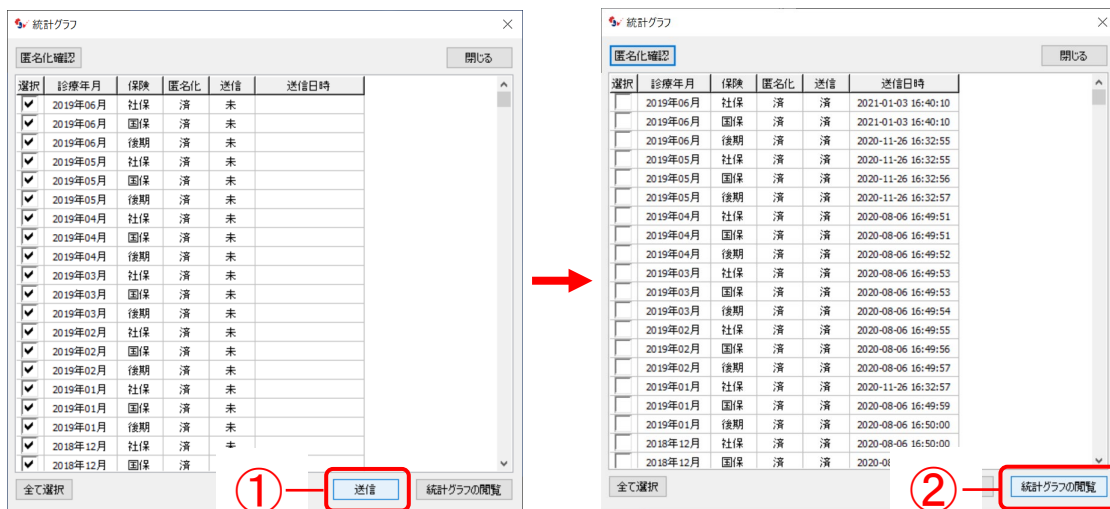 統計グラフ
匿名化確認 閉じる
選択 診療年月 保険 匿名化 送信 送信日時
2019年06月 社保 済 未
2019年06月 国保 済 未
2019年06月 後期 済 未
2019年05月 社保 済 未
2019年05月 国保 済 未
2019年05月 後期 済 未
2019年04月 社保 済 未
2019年04月 国保 済 未
2019年04月 後期 済 未
2019年03月 社保 済 未
2019年03月 国保 済 未
2019年03月 後期 済 未
2019年02月 社保 済 未
2019年02月 国保 済 未
2019年02月 後期 済 未
2019年01月 社保 済 未
2019年01月 国保 済 未
2019年01月 後期 済 未
2018年12月 社保 済
2018年12月 国保 済
全て選択 ① 送信 統計グラフの閲覧
統計グラフ
匿名化確認 閉じる
選択 診療年月 保険 匿名化 送信 送信日時
2019年06月 社保 済 済 2021-01-03 16:40:10
2019年06月 国保 済 済 2021-01-03 16:40:10
2019年06月 後期 済 済 2020-11-26 16:32:55
2019年05月 社保 済 済 2020-11-26 16:32:55
2019年05月 国保 済 済 2020-11-26 16:32:56
2019年05月 後期 済 済 2020-11-26 16:32:57
2019年04月 社保 済 済 2020-08-06 16:49:51
2019年04月 国保 済 済 2020-08-06 16:49:51
2019年04月 後期 済 済 2020-08-06 16:49:52
2019年03月 社保 済 済 2020-08-06 16:49:53
2019年03月 国保 済 済 2020-08-06 16:49:53
2019年03月 後期 済 済 2020-08-06 16:49:54
2019年02月 社保 済 済 2020-08-06 16:49:55
2019年02月 国保 済 済 2020-08-06 16:49:56
2019年02月 後期 済 済 2020-08-06 16:49:57
2019年01月 社保 済 済 2020-11-26 16:32:57
2019年01月 国保 済 済 2020-08-06 16:49:59
2019年01月 後期 済 済 2020-08-06 16:50:00
2018年12月 社保 済 済 2020-08-06 16:50:00
2018年12月 国保 済 済
全て選択 ② 統計グラフの閲覧